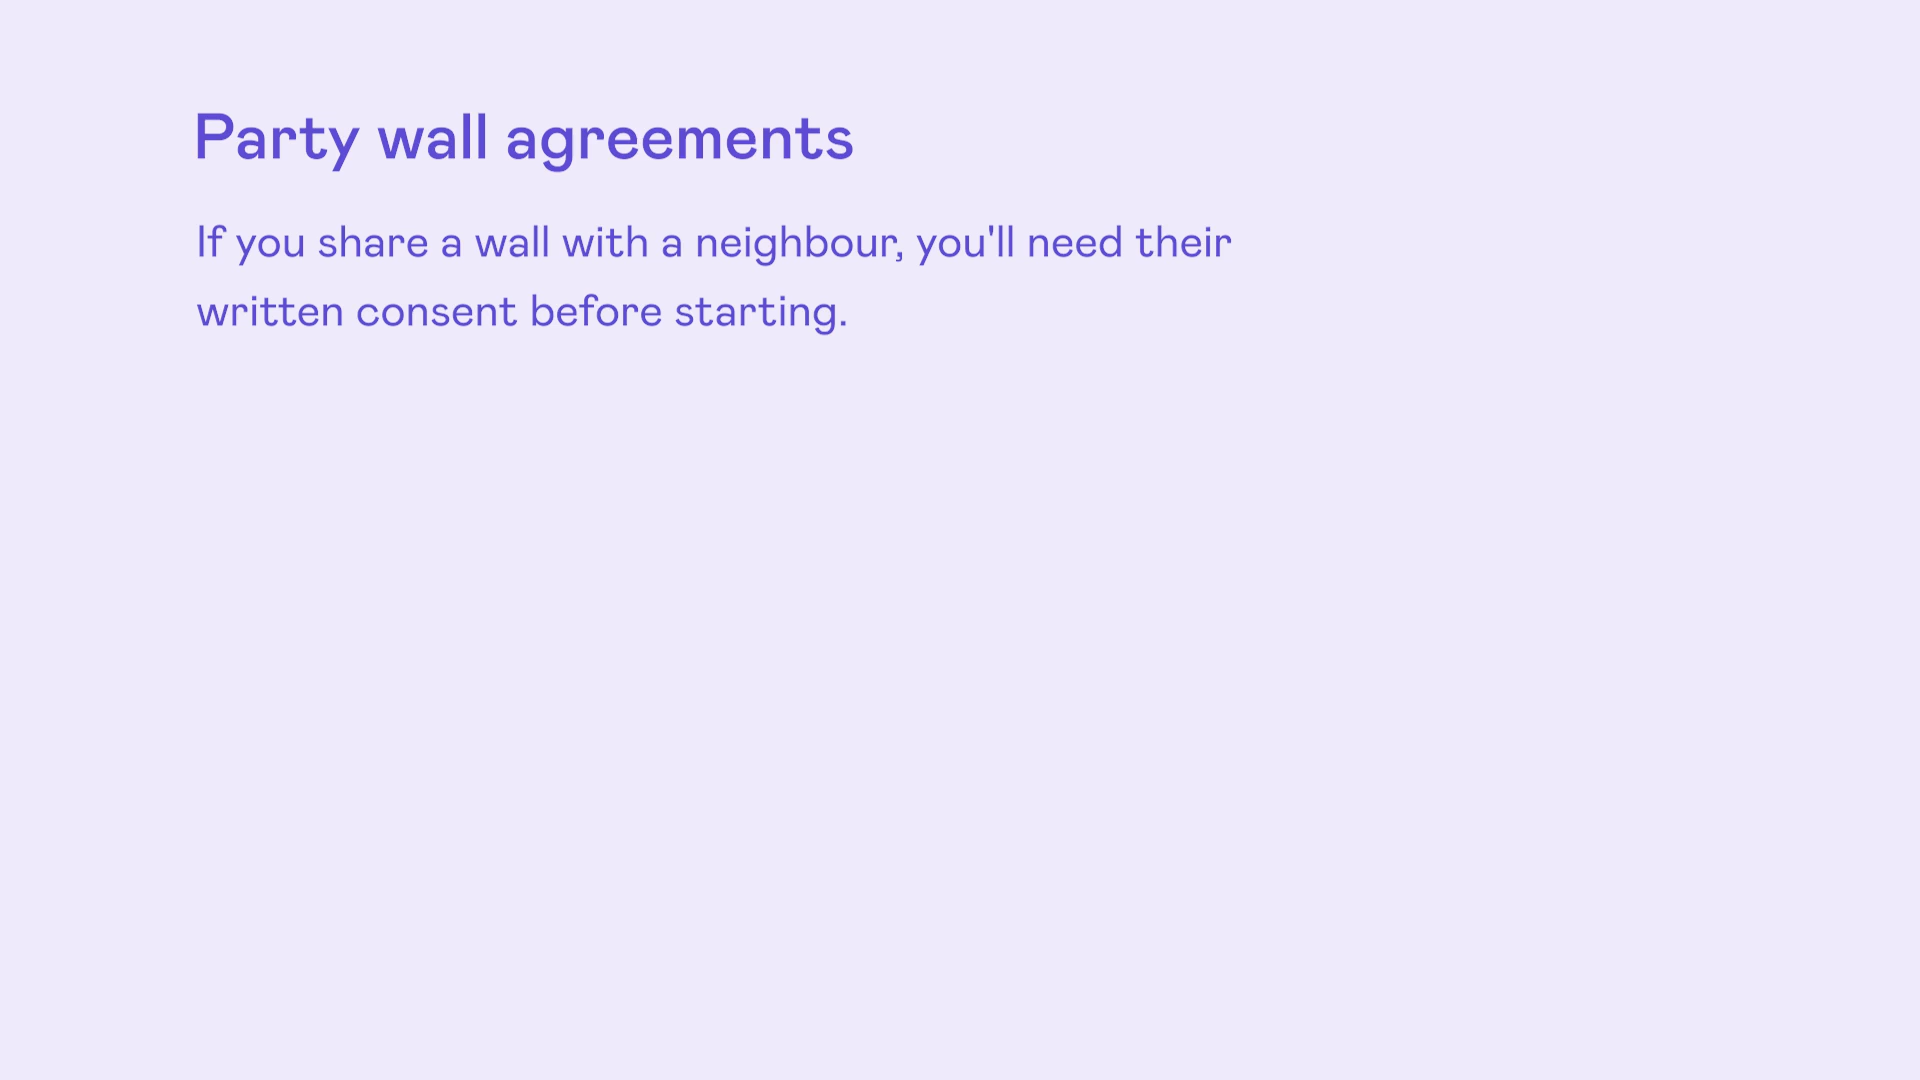 Party wall agreements
If you share a wall with a neighbour, you'll need their
written consent before starting.